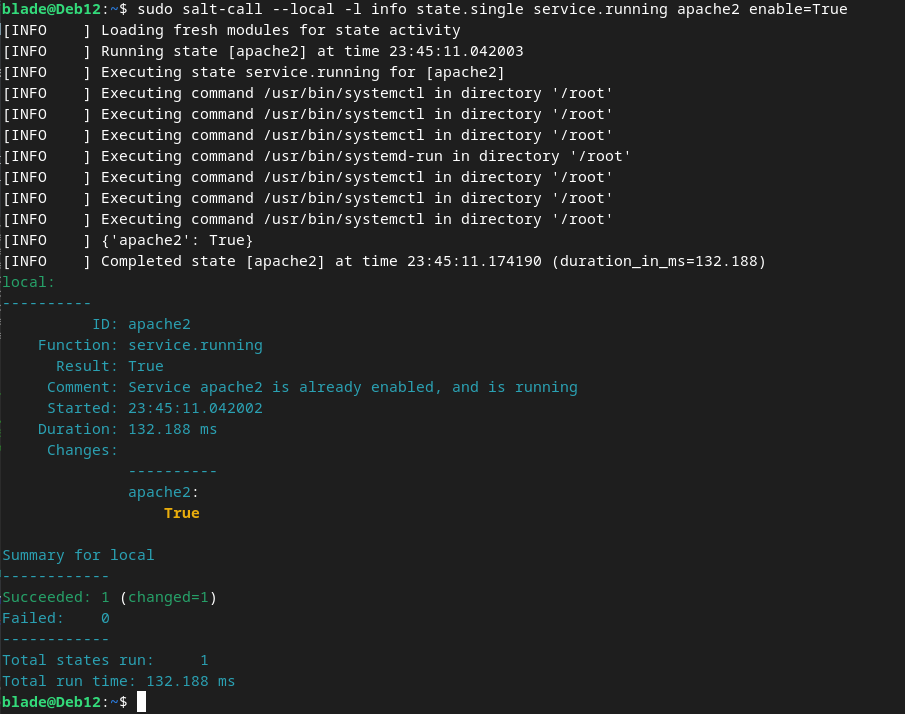 blade@Deb12:~$ sudo salt-call --local -l info state.single service.running apache2 enable=True
[INFO    ] Loading fresh modules for state activity
[INFO    ] Running state [apache2] at time 23:45:11.042003
[INFO    ] Executing state service.running for [apache2]
[INFO    ] Executing command /usr/bin/systemctl in directory '/root'
[INFO    ] Executing command /usr/bin/systemctl in directory '/root'
[INFO    ] Executing command /usr/bin/systemctl in directory '/root'
[INFO    ] Executing command /usr/bin/systemd-run in directory '/root'
[INFO    ] Executing command /usr/bin/systemctl in directory '/root'
[INFO    ] Executing command /usr/bin/systemctl in directory '/root'
[INFO    ] Executing command /usr/bin/systemctl in directory '/root'
[INFO    ] {'apache2': True}
[INFO    ] Completed state [apache2] at time 23:45:11.174190 (duration_in_ms=132.188)
local:
----------
          ID: apache2
    Function: service.running
      Result: True
     Comment: Service apache2 is already enabled, and is running
     Started: 23:45:11.042002
    Duration: 132.188 ms
     Changes:
              ----------
              apache2:
                  True

Summary for local
------------
Succeeded: 1 (changed=1)
Failed:    0
------------
Total states run:     1
Total run time: 132.188 ms
blade@Deb12:~$